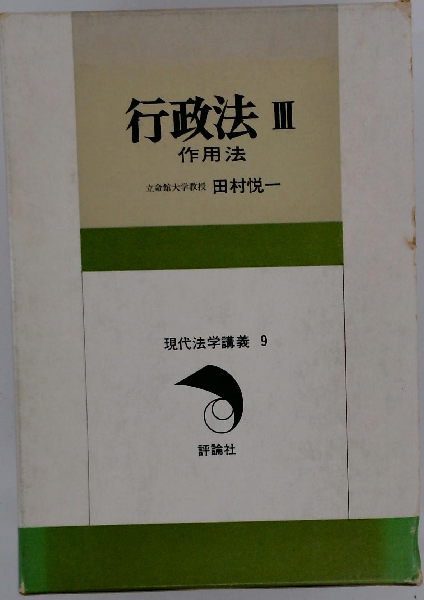 行政法 Ⅲ
作用法
立命館大学教授 田村悦一
現代法学講義 9
評論社